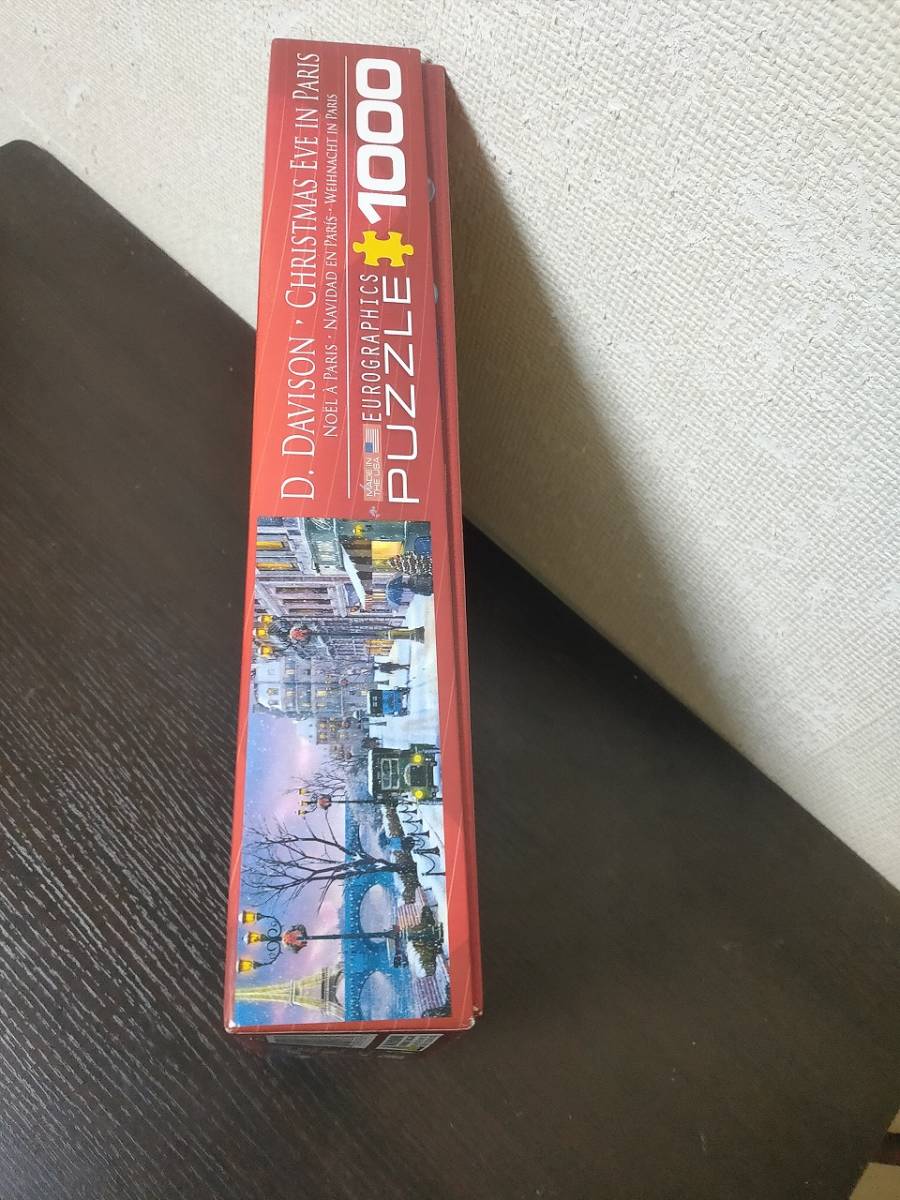 D. DAVISON · CHRISTMAS EVE IN PARIS
NOËL À PARIS · NAVIDAD EN PARÍS · WEIHNACHT IN PARIS
MADE IN
THE USA
EUROGRAPHICS
PUZZLE 1000